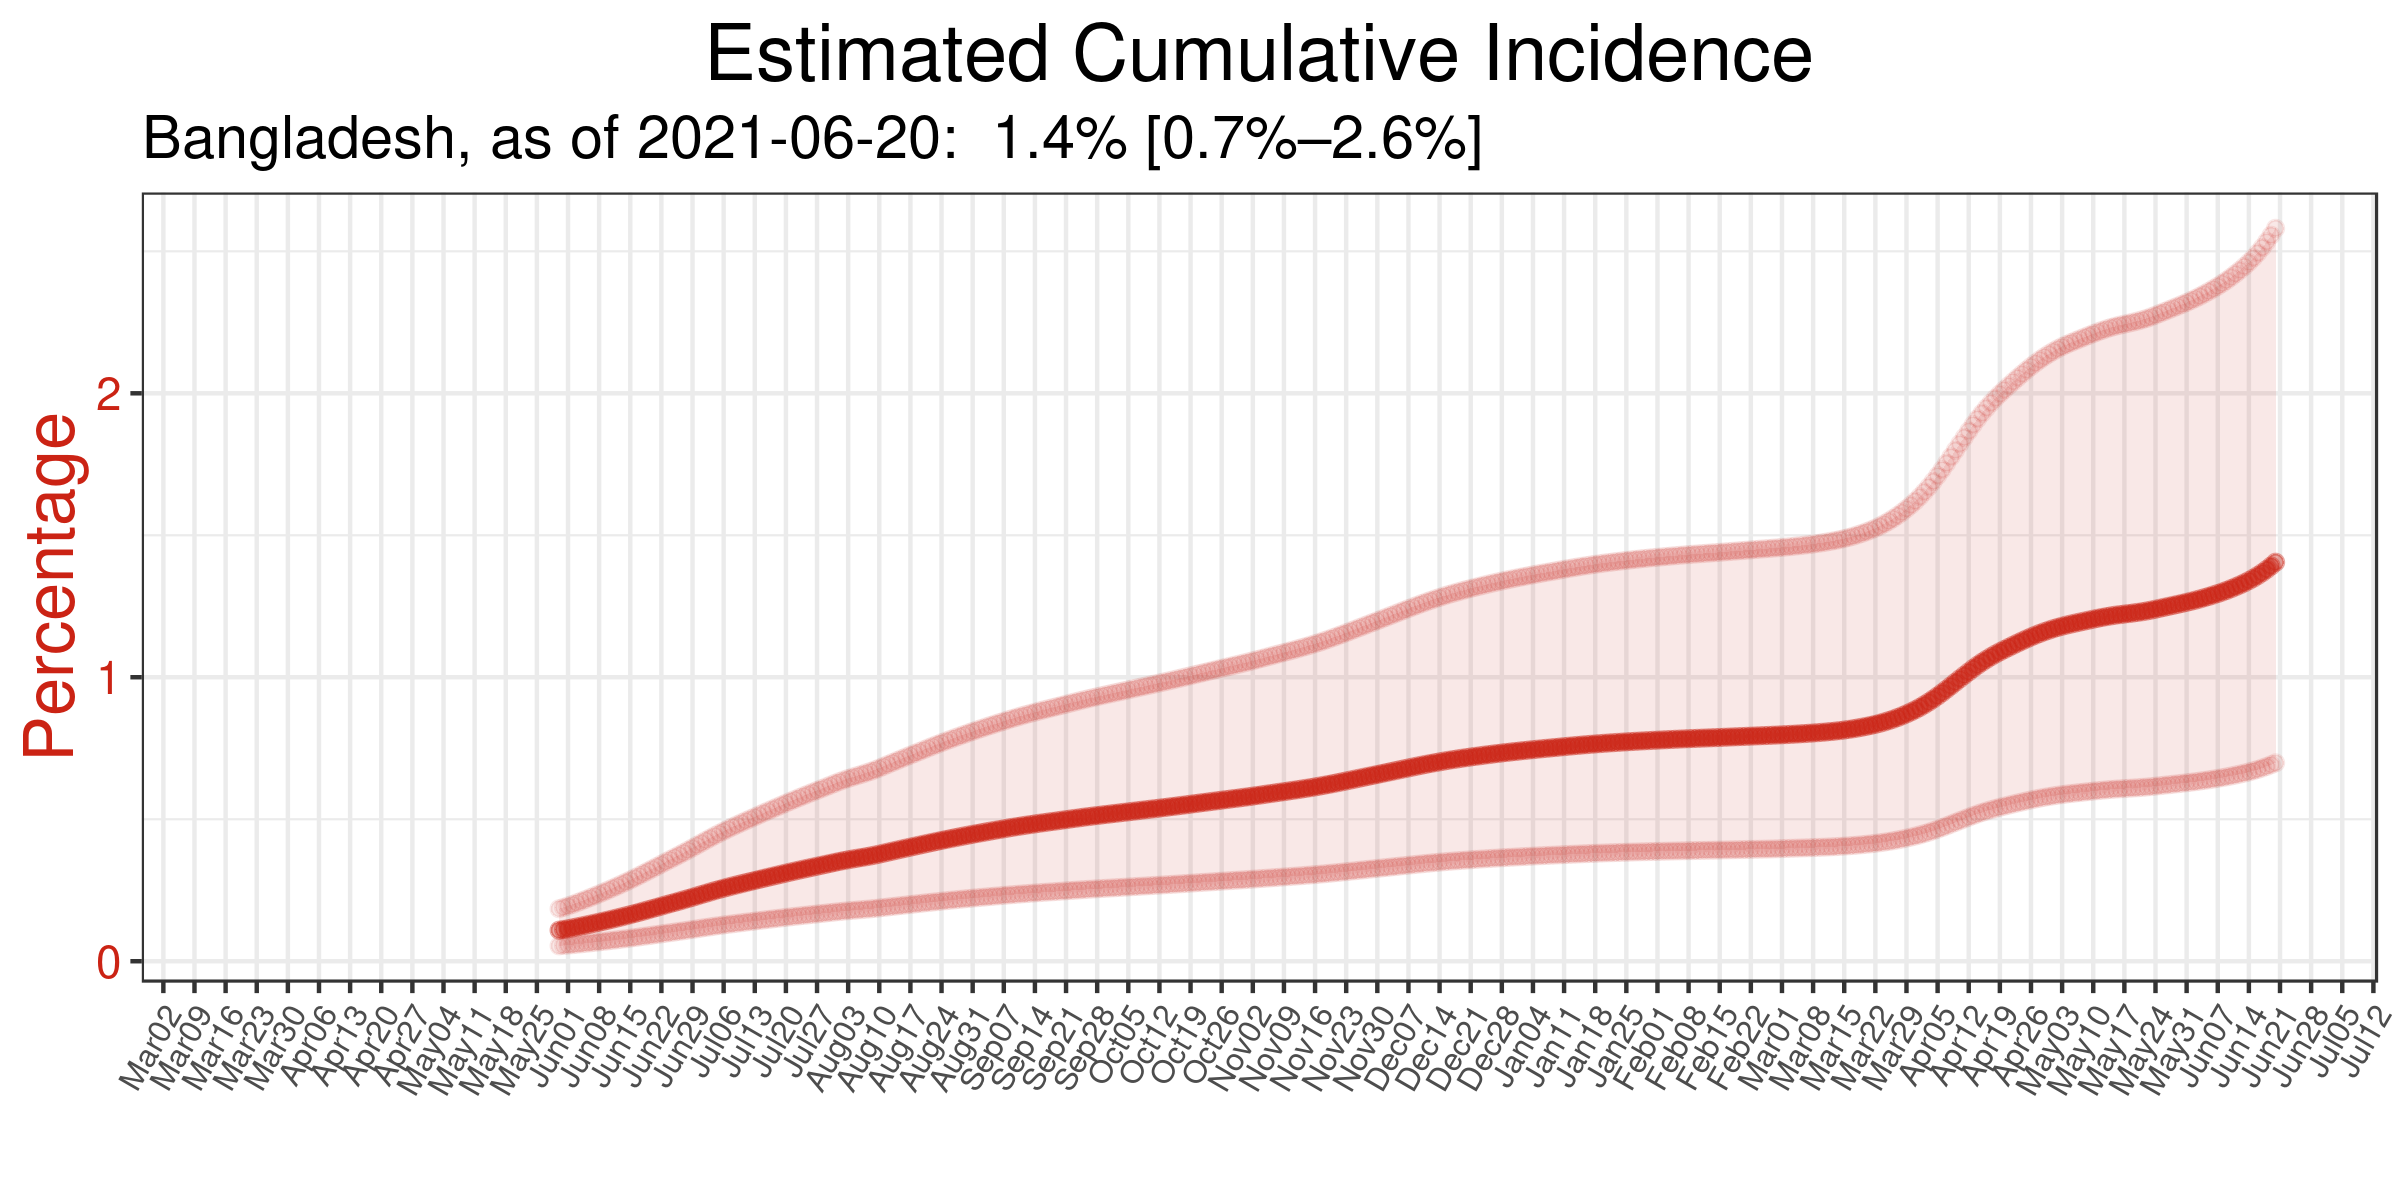 Estimated Cumulative Incidence
Bangladesh, as of 2021-06-20:  1.4% [0.7%–2.6%]
Percentage
2
1
0
Mar02
Mar09
Mar16
Mar23
Mar30
Apr06
Apr13
Apr20
Apr27
May04
May11
May18
May25
Jun01
Jun08
Jun15
Jun22
Jun29
Jul06
Jul13
Jul20
Jul27
Aug03
Aug10
Aug17
Aug24
Aug31
Sep07
Sep14
Sep21
Sep28
Oct05
Oct12
Oct19
Oct26
Nov02
Nov09
Nov16
Nov23
Nov30
Dec07
Dec14
Dec21
Dec28
Jan04
Jan11
Jan18
Jan25
Feb01
Feb08
Feb15
Feb22
Mar01
Mar08
Mar15
Mar22
Mar29
Apr05
Apr12
Apr19
Apr26
May03
May10
May17
May24
May31
Jun07
Jun14
Jun21
Jun28
Jul05
Jul12